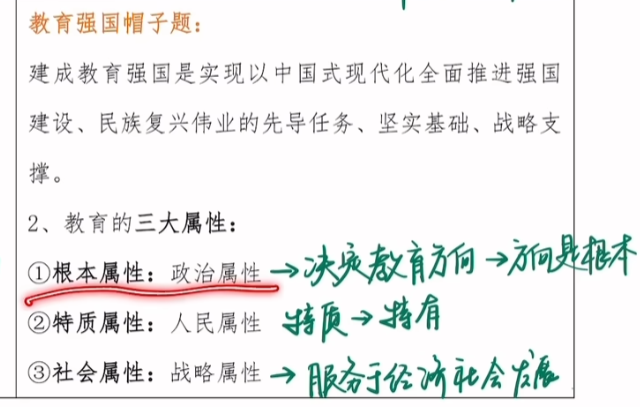 教育强国帽子题：
建成教育强国是实现以中国式现代化全面推进强国
建设、民族复兴伟业的先导任务、坚实基础、战略支
撑。
2、教育的三大属性：
①根本属性：政治属性→决定教育方向→方向是根本
②特质属性：人民属性 特质→特有
③社会属性：战略属性→服务于经济社会发展